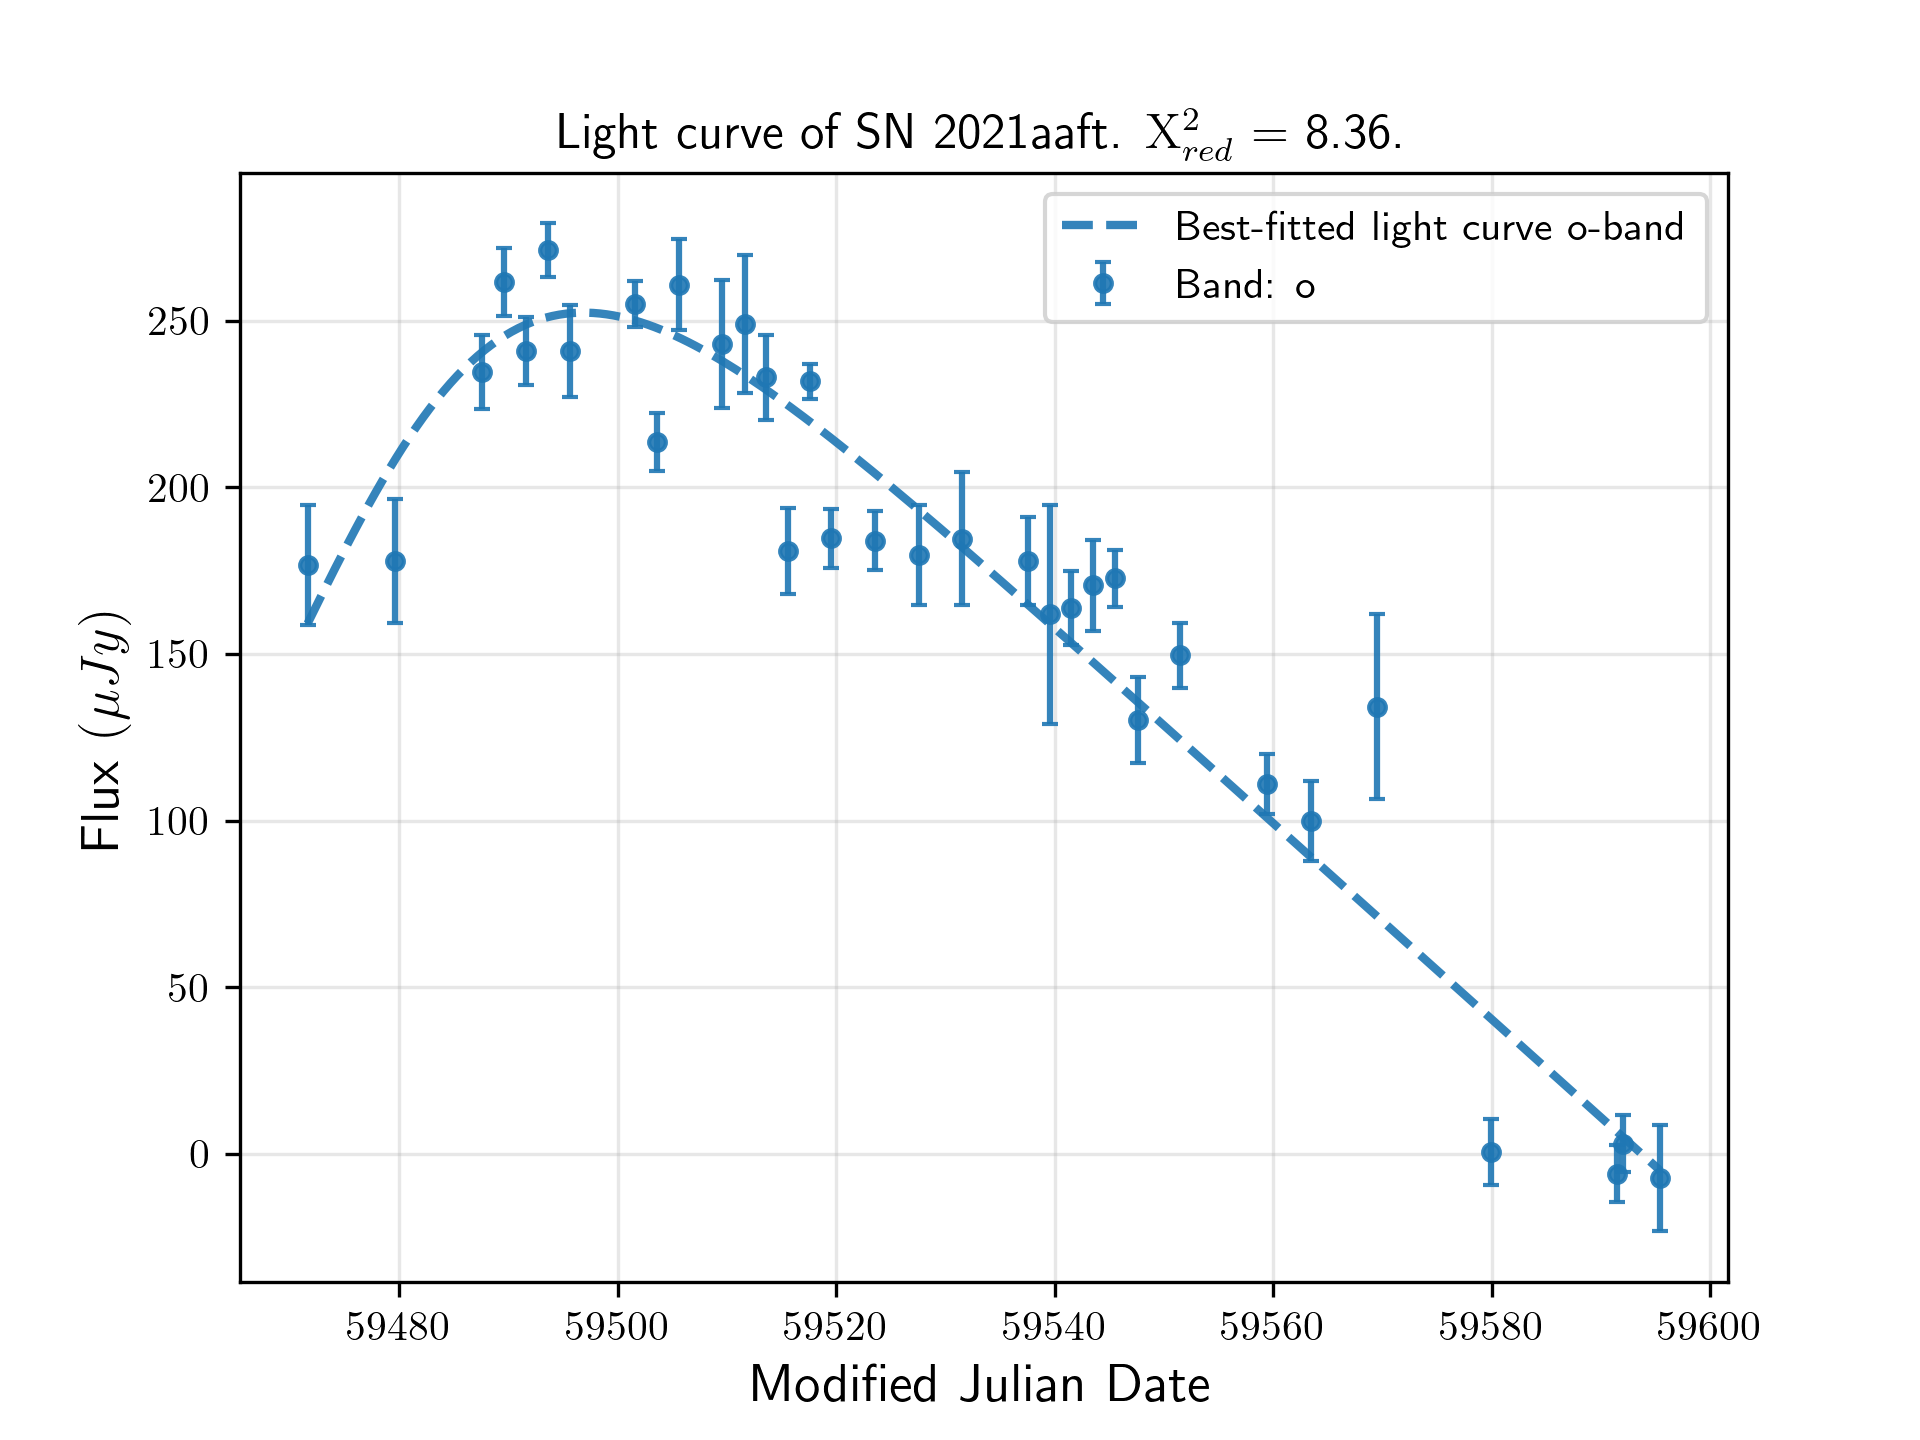 Light curve of SN 2021aaft. X²_red = 8.36.
Best-fitted light curve o-band
Band: o
250
200
150
100
50
0
Flux (μJy)
59480 59500 59520 59540 59560 59580 59600
Modified Julian Date